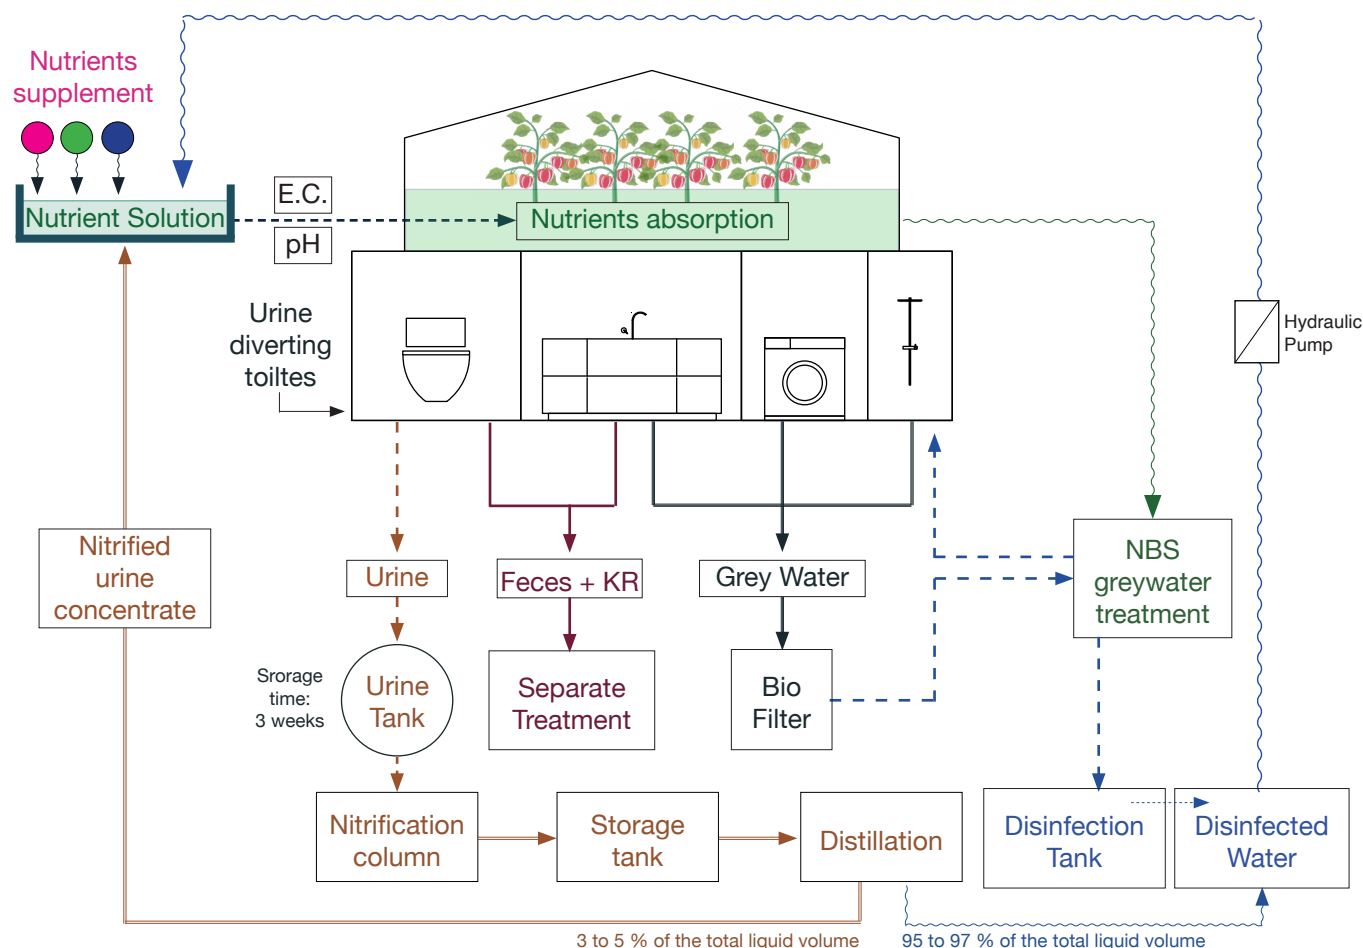 Nutrients
supplement
Nutrient Solution
E.C.
pH
Nutrients absorption
Urine
diverting
toiltes
Hydraulic
Pump
Nitrified
urine
concentrate
Urine
Feces + KR
Grey Water
NBS
greywater
treatment
Srorage
time:
3 weeks
Urine
Tank
Separate
Treatment
Bio
Filter
Nitrification
column
Storage
tank
Distillation
Disinfection
Tank
Disinfected
Water
3 to 5 % of the total liquid volume
95 to 97 % of the total liquid volume